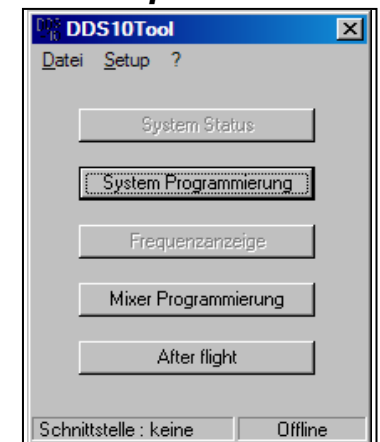 DDS10Tool
Datei Setup ?
System Status
System Programmierung
Frequenzanzeige
Mixer Programmierung
After flight
Schnittstelle : keine Offline